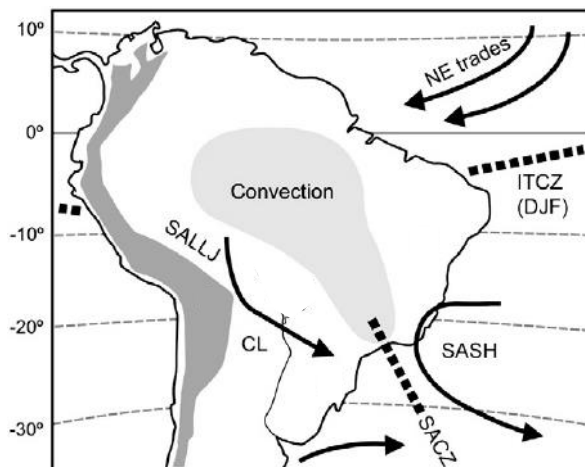 10º
NE trades
0º
Convection
ITCZ
(DJF)
-10º
SALLJ
-20º
CL
SASH
-30º
SACZ